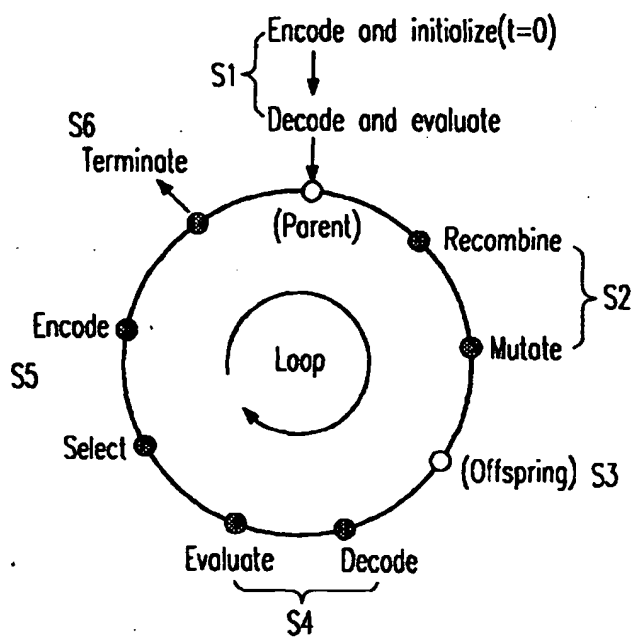 Encode and initialize(t=0)
S1
Decode and evaluate
S6
Terminate
(Parent)
Recombine
S2
Encode
Loop
Mutate
S5
Select
(Offspring) S3
Evaluate
Decode
S4